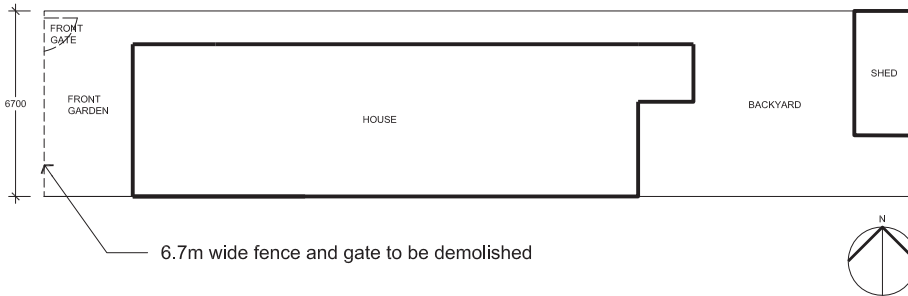 FRONT
GATE
6700
FRONT
GARDEN
HOUSE
BACKYARD
SHED
6.7m wide fence and gate to be demolished
N